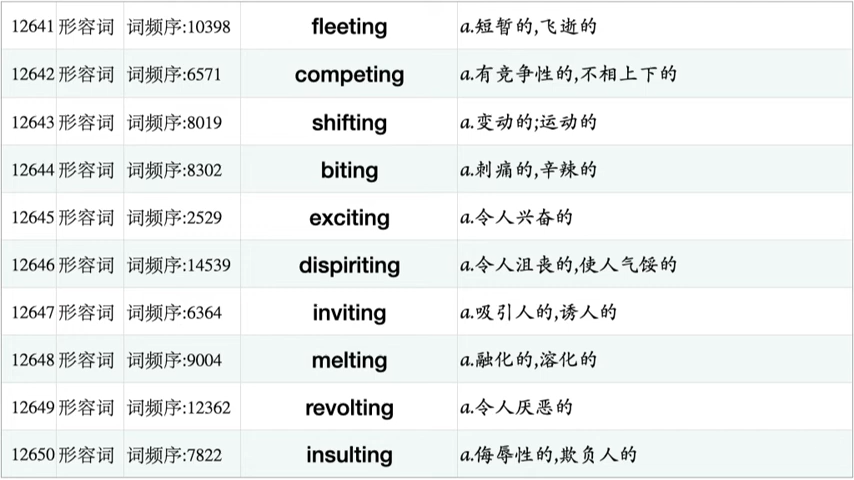 12641 形容词 词频序:10398 fleeting a.短暂的,飞逝的
12642 形容词 词频序:6571 competing a.有竞争性的,不相上下的
12643 形容词 词频序:8019 shifting a.变动的;运动的
12644 形容词 词频序:8302 biting a.刺痛的,辛辣的
12645 形容词 词频序:2529 exciting a.令人兴奋的
12646 形容词 词频序:14539 dispiriting a.令人沮丧的,使人气馁的
12647 形容词 词频序:6364 inviting a.吸引人的,诱人的
12648 形容词 词频序:9004 melting a.融化的,溶化的
12649 形容词 词频序:12362 revolting a.令人厌恶的
12650 形容词 词频序:7822 insulting a.侮辱性的,欺负人的